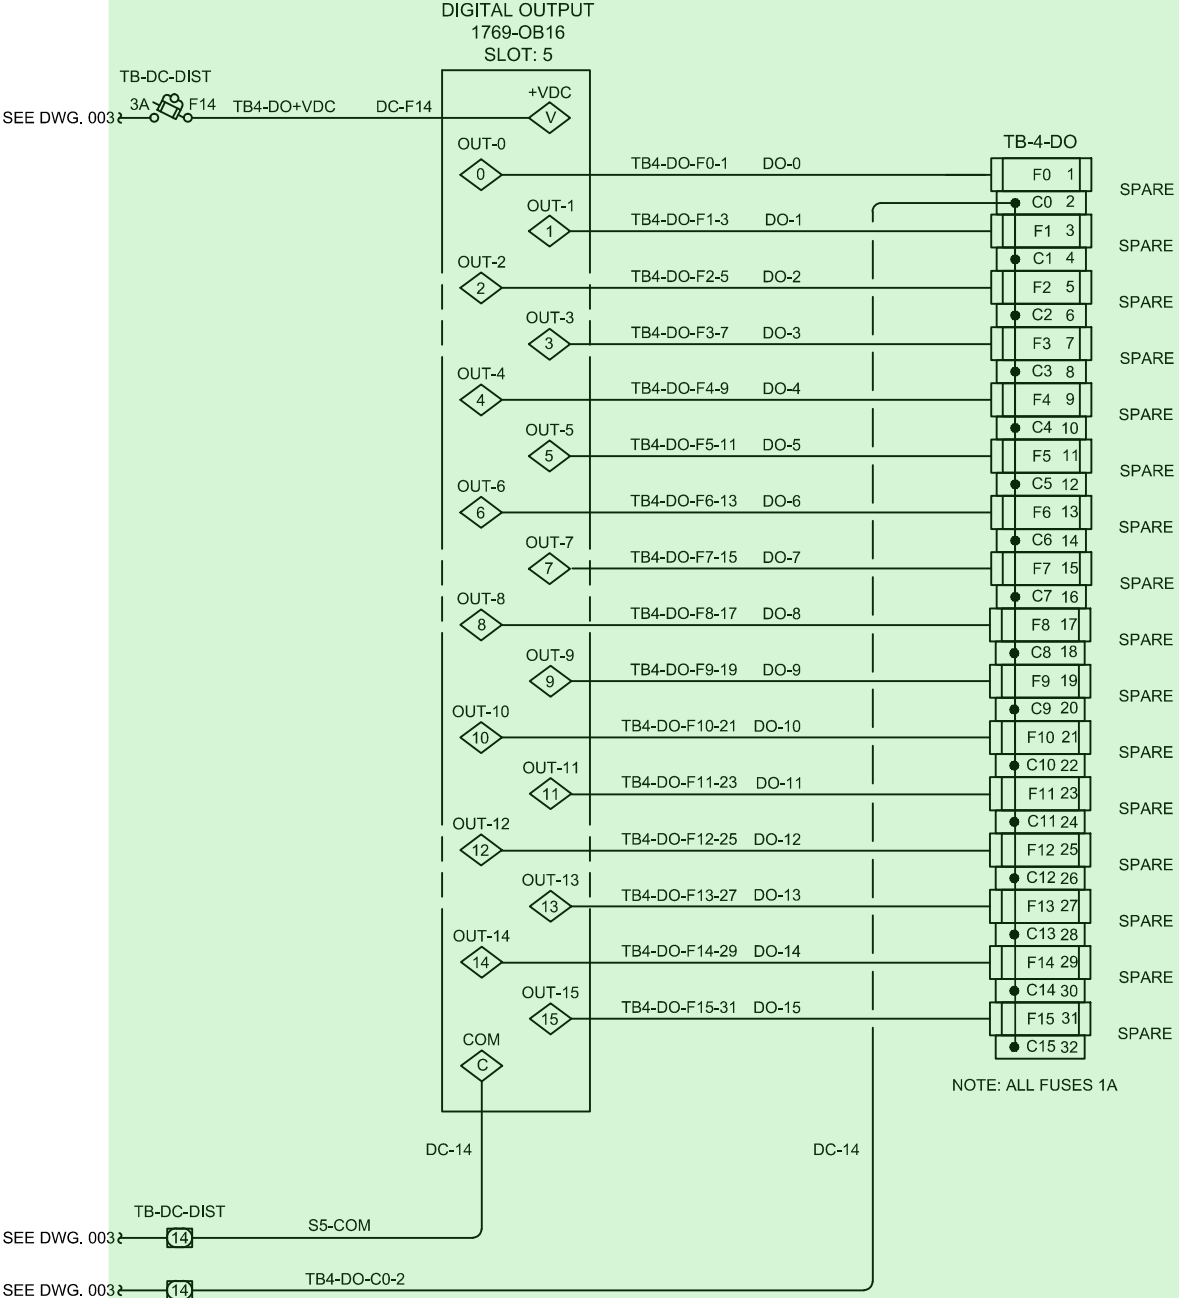 DIGITAL OUTPUT
1769-OB16
SLOT: 5
TB-DC-DIST
+VDC
3A F14 TB4-DO+VDC DC-F14
SEE DWG. 003 V
OUT-0 TB-4-DO
TB4-DO-F0-1 DO-0
0 F0 1
SPARE
OUT-1 C0 2
TB4-DO-F1-3 DO-1
1 F1 3
SPARE
OUT-2 C1 4
TB4-DO-F2-5 DO-2
2 F2 5
SPARE
OUT-3 C2 6
TB4-DO-F3-7 DO-3
3 F3 7
SPARE
OUT-4 C3 8
TB4-DO-F4-9 DO-4
4 F4 9
SPARE
OUT-5 C4 10
TB4-DO-F5-11 DO-5
5 F5 11
SPARE
OUT-6 C5 12
TB4-DO-F6-13 DO-6
6 F6 13
SPARE
OUT-7 C6 14
TB4-DO-F7-15 DO-7
7 F7 15
SPARE
OUT-8 C7 16
TB4-DO-F8-17 DO-8
8 F8 17
SPARE
OUT-9 C8 18
TB4-DO-F9-19 DO-9
9 F9 19
SPARE
OUT-10 C9 20
TB4-DO-F10-21 DO-10
10 F10 21
SPARE
OUT-11 C10 22
TB4-DO-F11-23 DO-11
11 F11 23
SPARE
OUT-12 C11 24
TB4-DO-F12-25 DO-12
12 F12 25
SPARE
OUT-13 C12 26
TB4-DO-F13-27 DO-13
13 F13 27
SPARE
OUT-14 C13 28
TB4-DO-F14-29 DO-14
14 F14 29
SPARE
OUT-15 C14 30
TB4-DO-F15-31 DO-15
15 F15 31
SPARE
COM C15 32
C
NOTE: ALL FUSES 1A
DC-14 DC-14
TB-DC-DIST
S5-COM
SEE DWG. 003 14
TB4-DO-C0-2
SEE DWG. 003 14